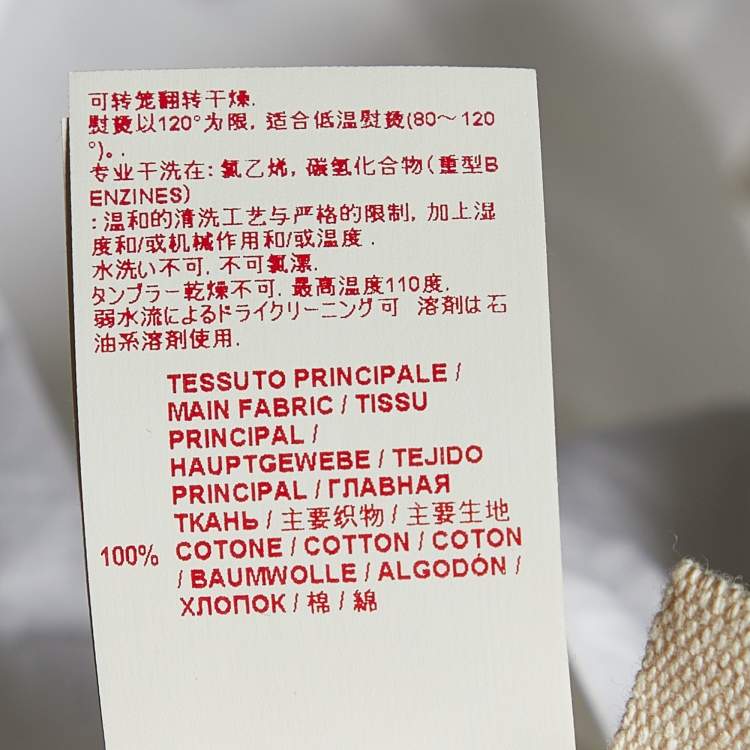 可转笼翻转干燥.
熨烫以120°为限, 适合低温熨烫(80～120
°)。.
专业干洗在: 氯乙烯, 碳氢化合物(重型B
ENZINES)
: 温和的清洗工艺与严格的限制, 加上湿
度和/或机械作用和/或温度 .
水洗い不可, 不可氯漂.
タンブラー乾燥不可. 最高温度110度,
弱水流によるドライクリーニング可 溶剤は石
油系溶剤使用.
TESSUTO PRINCIPALE /
MAIN FABRIC / TISSU
PRINCIPAL /
HAUPTGEWEBE / TEJIDO
PRINCIPAL / ГЛАВНАЯ
ТКАНЬ / 主要织物 / 主要生地
100% COTONE / COTTON / COTON
/ BAUMWOLLE / ALGODÓN /
ХЛОПОК / 棉 / 綿